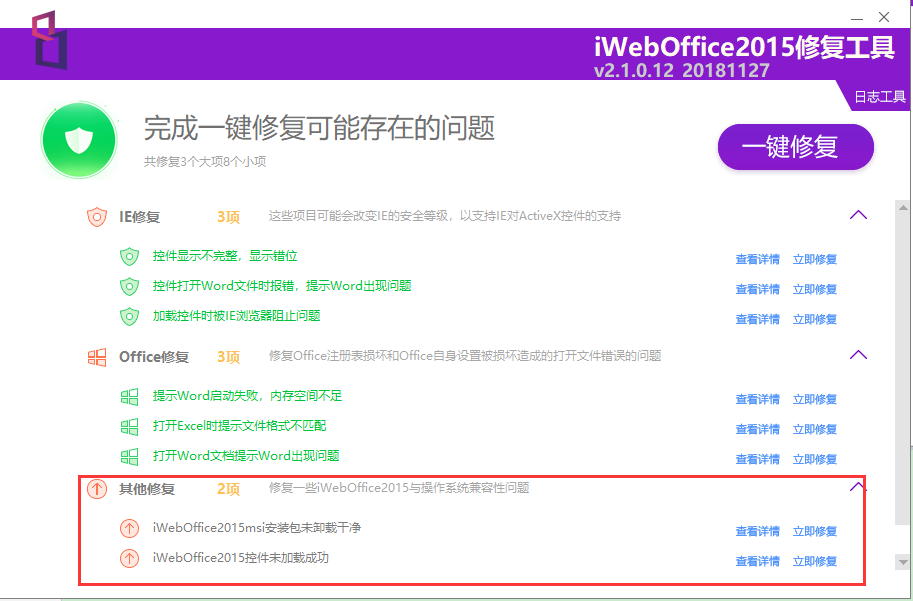 iWebOffice2015修复工具
v2.1.0.12 20181127
日志工具
完成一键修复可能存在的问题
共修复3个大项8个小项
一键修复
IE修复 3项 这些项目可能会改变IE的安全等级，以支持IE对ActiveX控件的支持
控件显示不完整，显示错位 查看详情 立即修复
控件打开Word文件时报错，提示Word出现问题 查看详情 立即修复
加载控件时被IE浏览器阻止问题 查看详情 立即修复
Office修复 3项 修复Office注册表损坏和Office自身设置被损坏造成的打开文件错误的问题
提示Word启动失败，内存空间不足 查看详情 立即修复
打开Excel时提示文件格式不匹配 查看详情 立即修复
打开Word文档提示Word出现问题 查看详情 立即修复
其他修复 2项 修复一些iWebOffice2015与操作系统兼容性问题
iWebOffice2015msi安装包未卸载干净 查看详情 立即修复
iWebOffice2015控件未加载成功 查看详情 立即修复